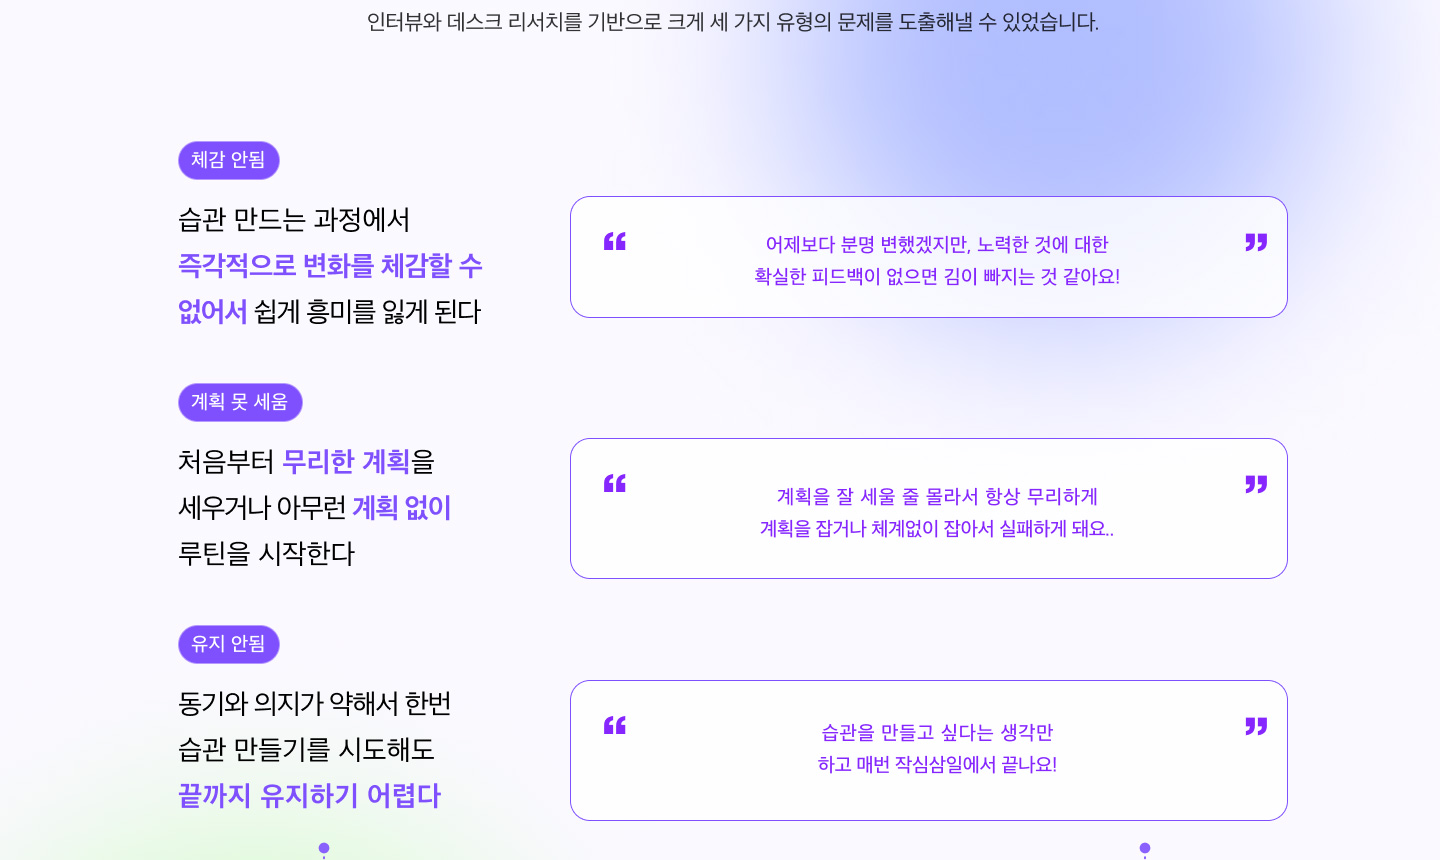 인터뷰와 데스크 리서치를 기반으로 크게 세 가지 유형의 문제를 도출해낼 수 있었습니다.
체감 안됨
습관 만드는 과정에서
즉각적으로 변화를 체감할 수
없어서 쉽게 흥미를 잃게 된다
“ 어제보다 분명 변했겠지만, 노력한 것에 대한 ”
확실한 피드백이 없으면 김이 빠지는 것 같아요!
계획 못 세움
처음부터 무리한 계획을
세우거나 아무런 계획 없이
루틴을 시작한다
“ 계획을 잘 세울 줄 몰라서 항상 무리하게 ”
계획을 잡거나 체계없이 잡아서 실패하게 돼요..
유지 안됨
동기와 의지가 약해서 한번
습관 만들기를 시도해도
끝까지 유지하기 어렵다
“ 습관을 만들고 싶다는 생각만 ”
하고 매번 작심삼일에서 끝나요!